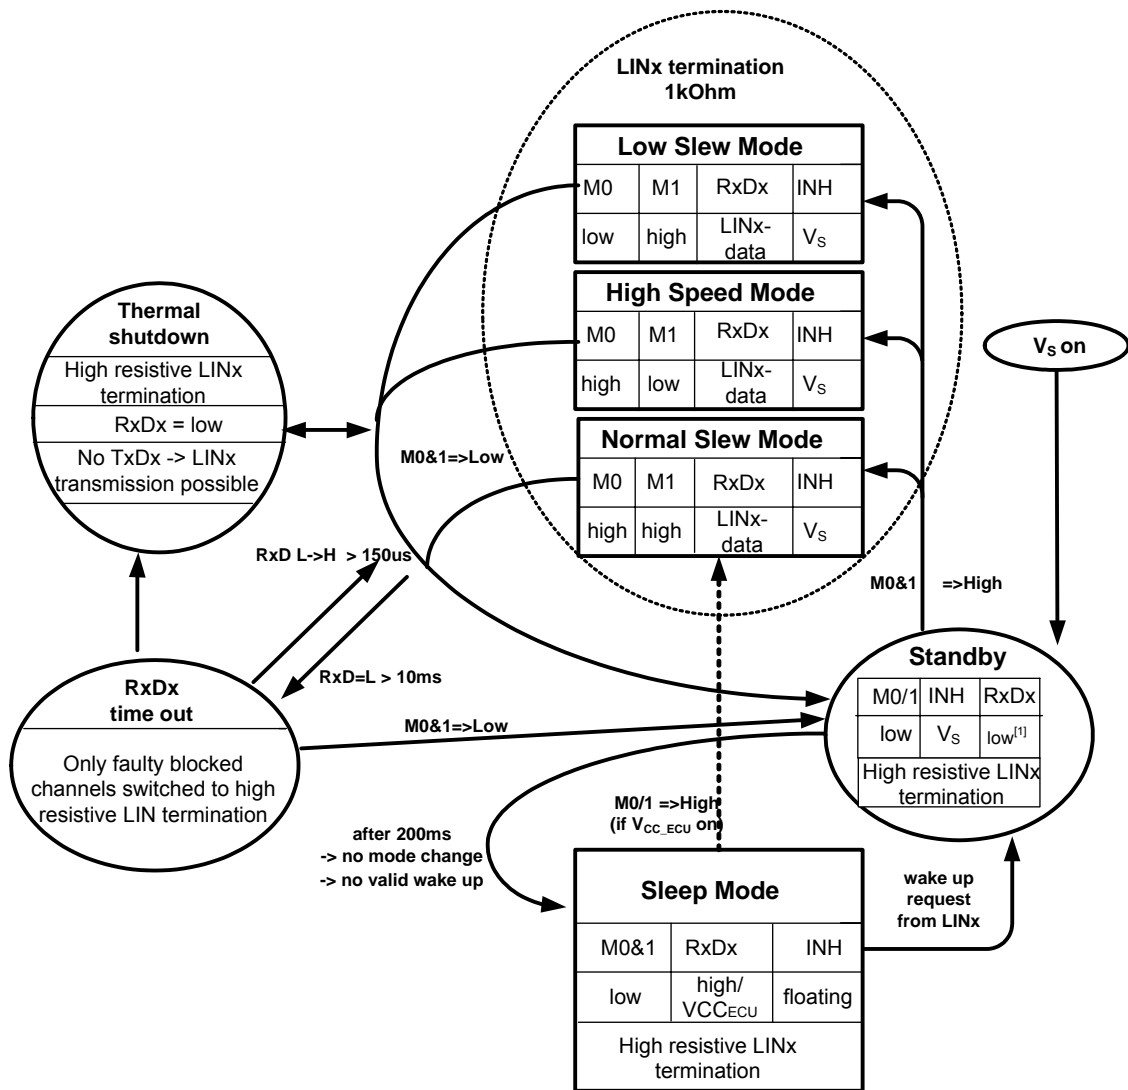 LINx termination
1kOhm
Low Slew Mode
M0 M1 RxDx INH
low high LINx-data VS
High Speed Mode
M0 M1 RxDx INH
high low LINx-data VS
Normal Slew Mode
M0 M1 RxDx INH
high high LINx-data VS
Thermal
shutdown
High resistive LINx
termination
RxDx = low
No TxDx -> LINx
transmission possible
VS on
M0&1=>Low
RxD L->H > 150us
RxD=L > 10ms
M0&1 =>High
RxDx
time out
Only faulty blocked
channels switched to high
resistive LIN termination
M0&1=>Low
Standby
M0/1 INH RxDx
low VS low[1]
High resistive LINx
termination
M0/1 =>High
(if VCC_ECU on)
after 200ms
-> no mode change
-> no valid wake up
wake up
request
from LINx
Sleep Mode
M0&1 RxDx INH
low high/VCCECU floating
High resistive LINx
termination